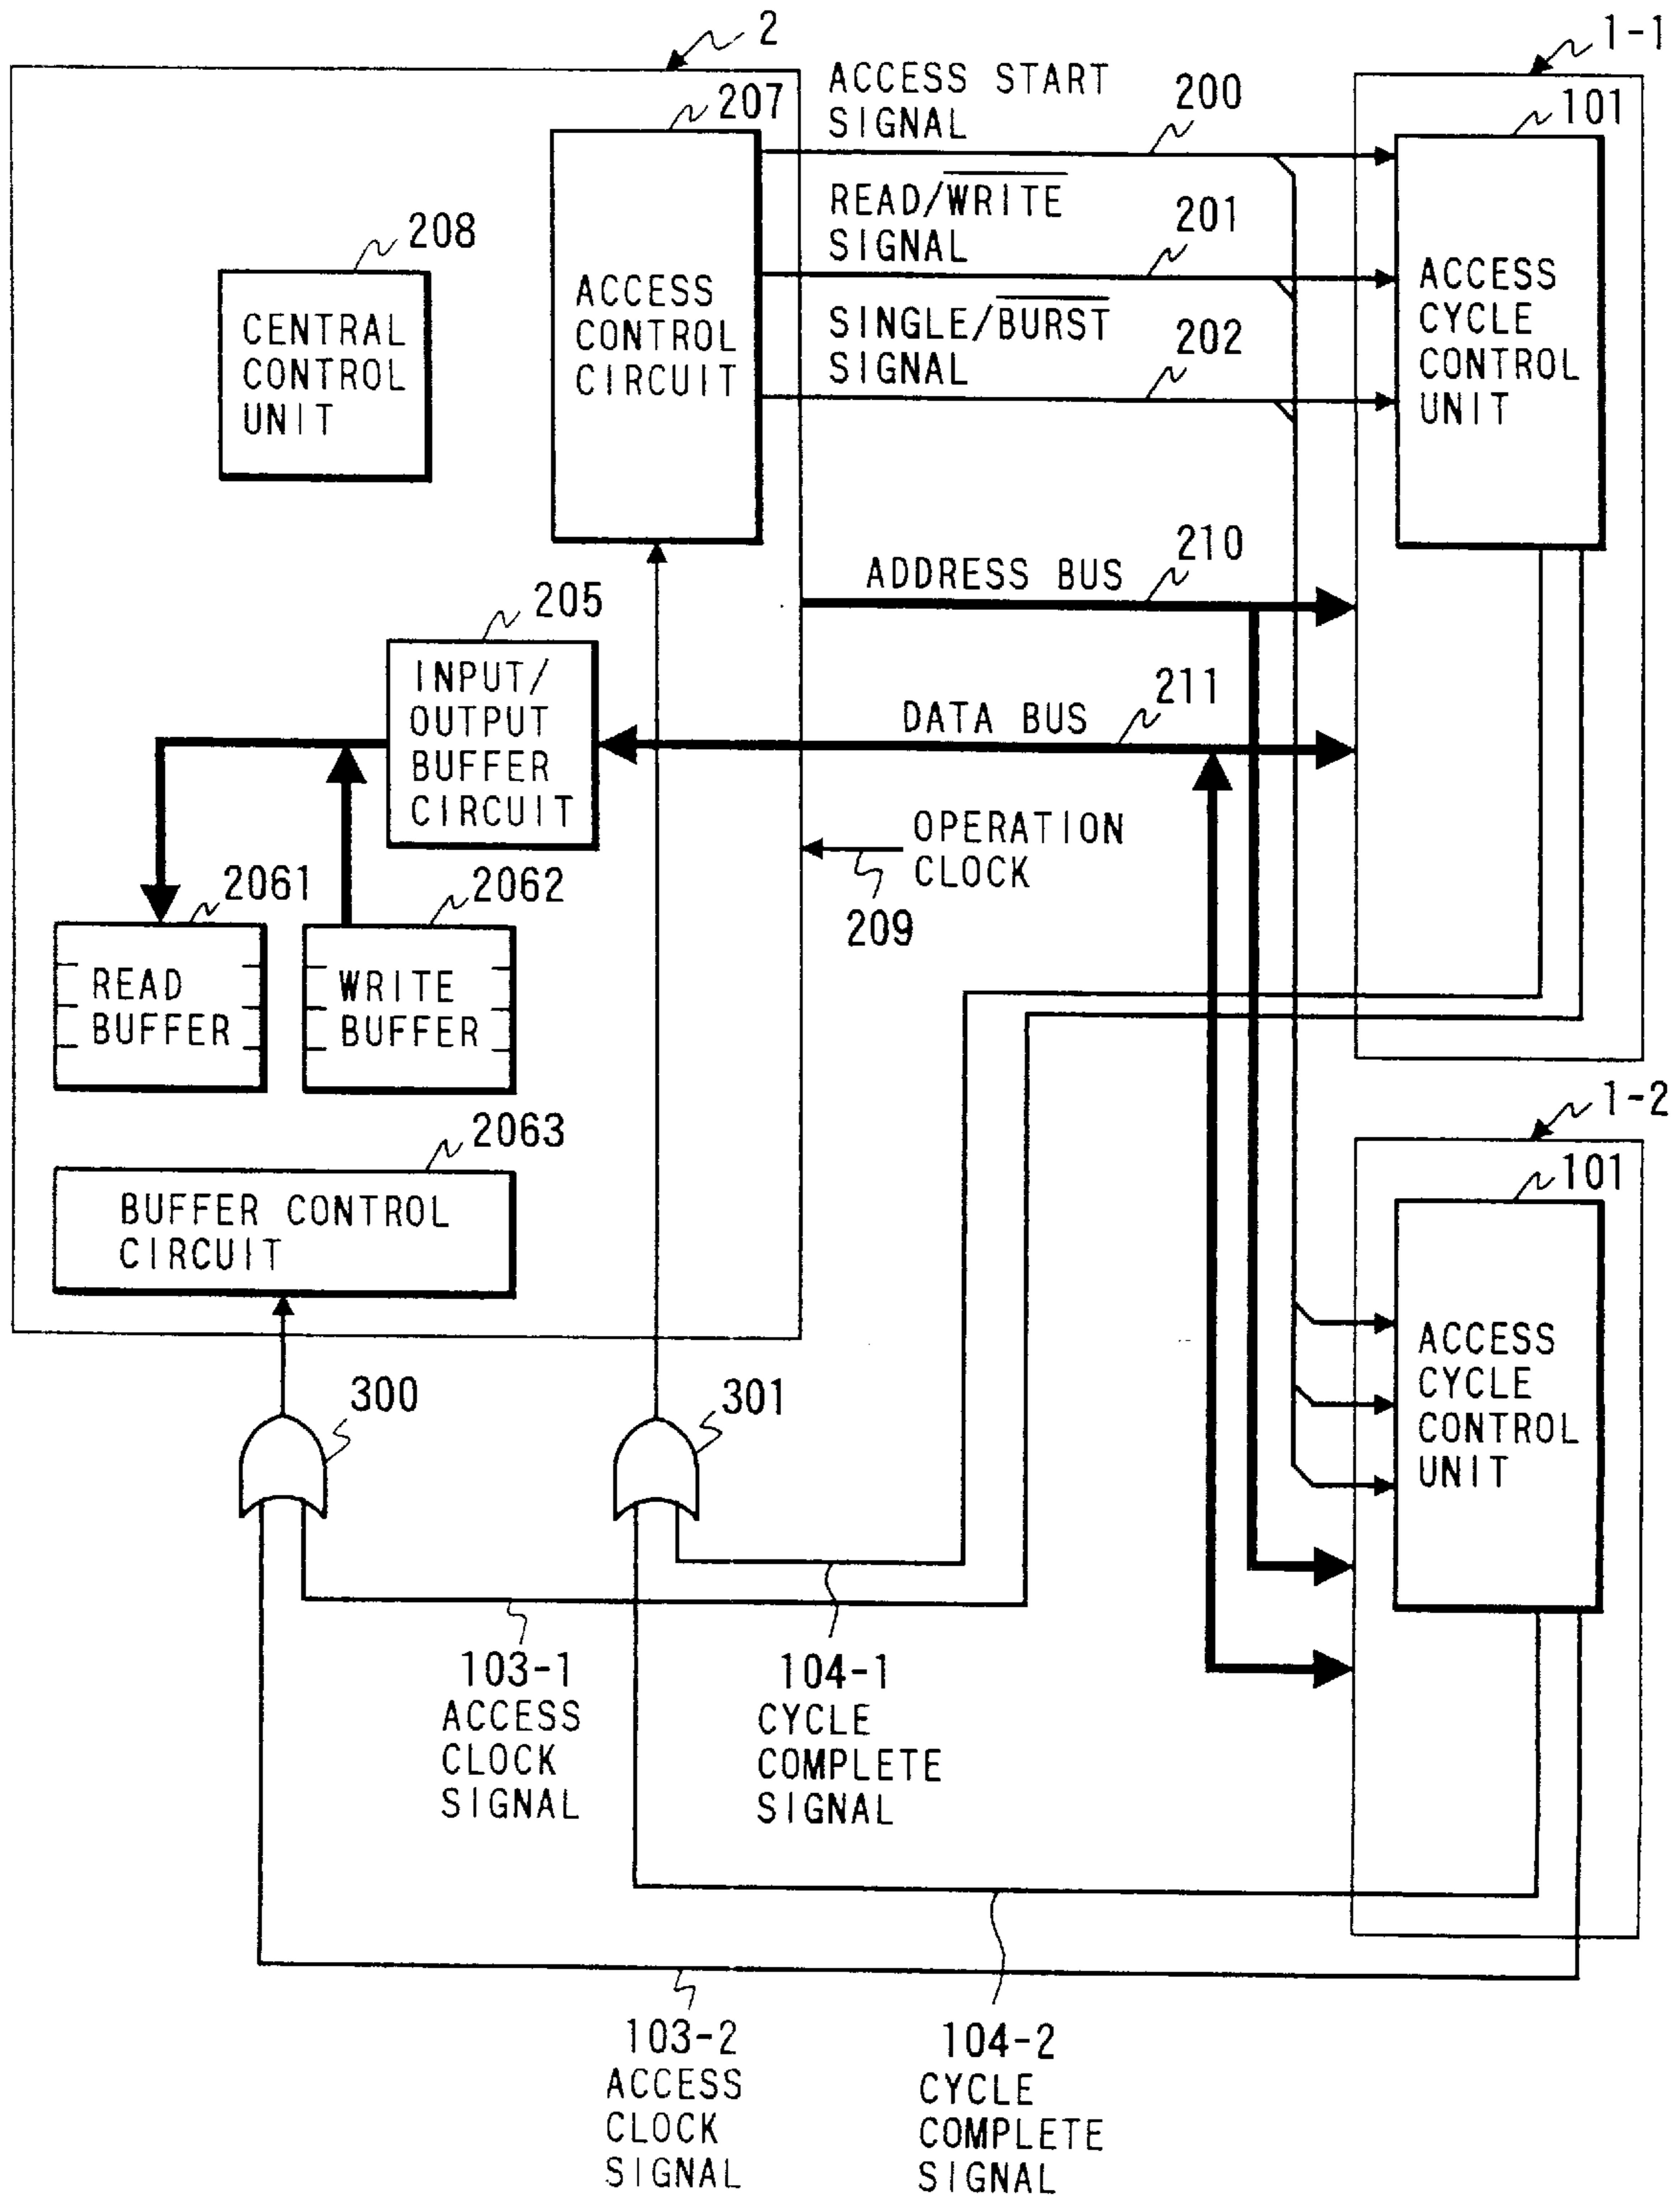 2
1-1
207
ACCESS START
SIGNAL
200
101
READ/WRITE
SIGNAL
201
208
CENTRAL
CONTROL
UNIT
ACCESS
CONTROL
CIRCUIT
SINGLE/BURST
SIGNAL
202
ACCESS
CYCLE
CONTROL
UNIT
ADDRESS BUS
210
205
INPUT/
OUTPUT
BUFFER
CIRCUIT
DATA BUS
211
OPERATION
CLOCK
209
2061
READ
BUFFER
2062
WRITE
BUFFER
2063
BUFFER CONTROL
CIRCUIT
1-2
101
ACCESS
CYCLE
CONTROL
UNIT
300
301
103-1
ACCESS
CLOCK
SIGNAL
104-1
CYCLE
COMPLETE
SIGNAL
103-2
ACCESS
CLOCK
SIGNAL
104-2
CYCLE
COMPLETE
SIGNAL